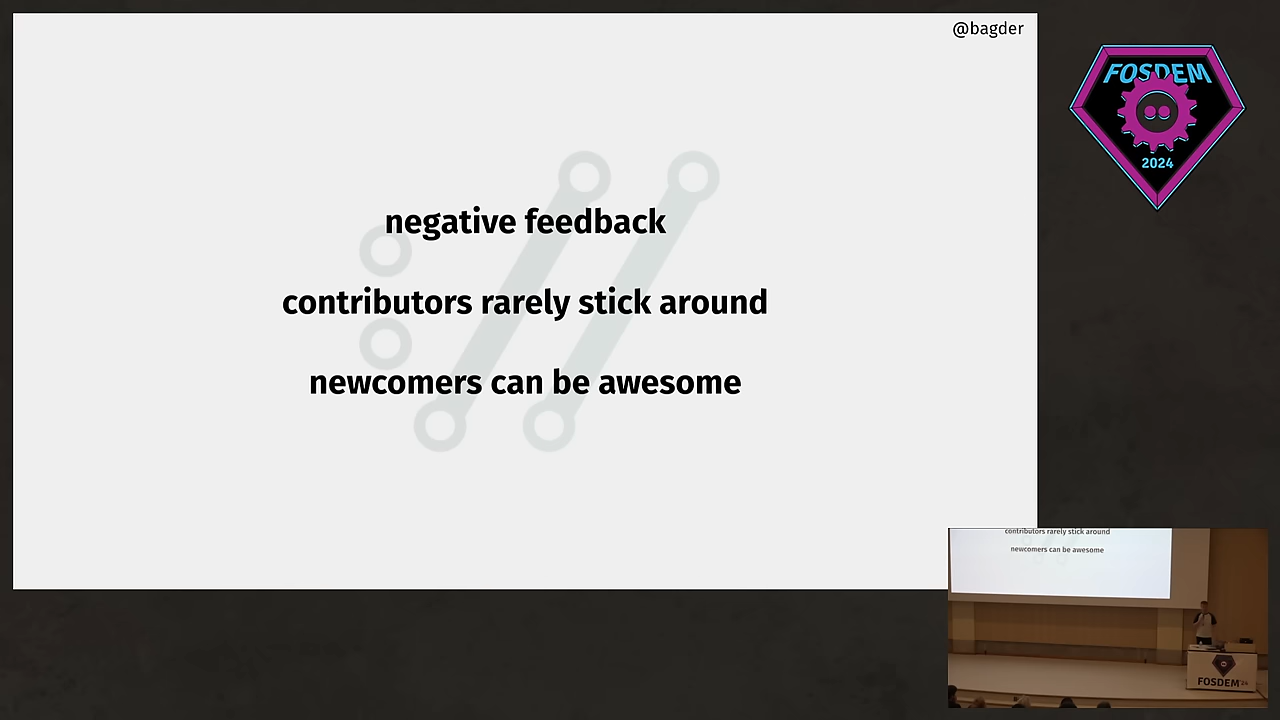 @bagder
FOSDEM
2024
negative feedback
contributors rarely stick around
newcomers can be awesome
contributors rarely stick around
newcomers can be awesome
FOSDEM'24